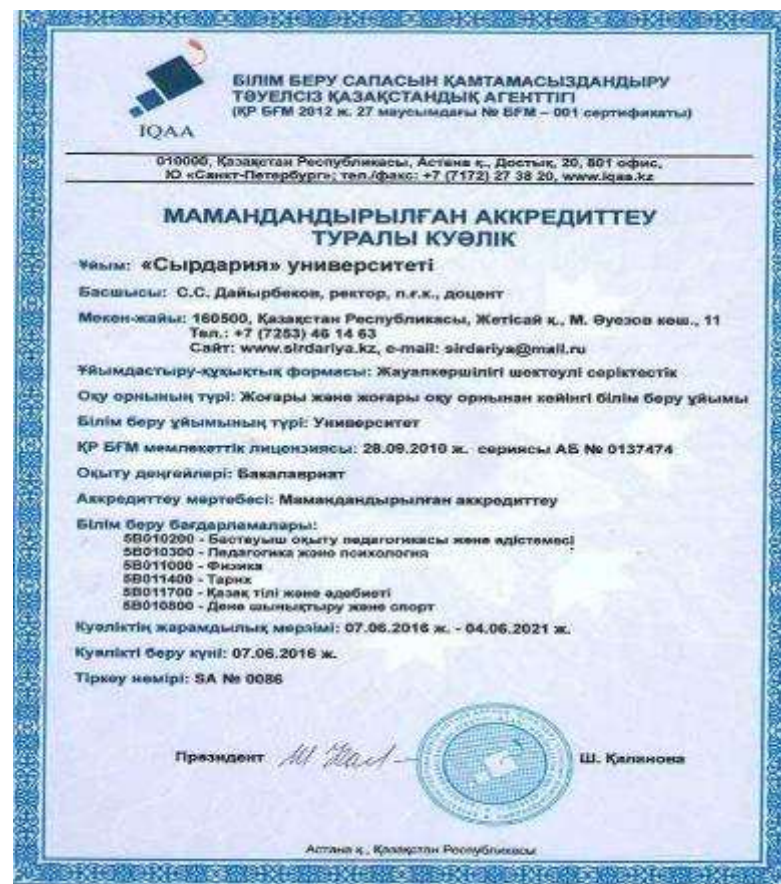 IQAA
БІЛІМ БЕРУ САПАСЫН ҚАМТАМАСЫЗДАНДЫРУ
ТӘУЕЛСІЗ ҚАЗАҚСТАНДЫҚ АГЕНТТІГІ
(ҚР БҒМ 2012 ж. 27 маусымдағы № БҒМ – 001 сертификаты)
010000, Қазақстан Республикасы, Астана қ., Достық, 20, 801 офис,
Ю «Санкт-Петербург»; тел./факс: +7 (7172) 27 38 20, www.iqaa.kz
МАМАНДАНДЫРЫЛҒАН АККРЕДИТТЕУ
ТУРАЛЫ КУӘЛІК
Ұйым: «Сырдария» университеті
Басшысы: С.С. Дайырбеков, ректор, п.ғ.к., доцент
Мекен-жайы: 160500, Қазақстан Республикасы, Жетісай қ., М. Әуезов көш., 11
Тел.: +7 (7253) 46 14 63
Сайт: www.sirdariya.kz, e-mail: sirdariya@mail.ru
Ұйымдастыру-құқықтық формасы: Жауапкершілігі шектеулі серіктестік
Оқу орнының түрі: Жоғары және жоғары оқу орнынан кейінгі білім беру ұйымы
Білім беру ұйымының түрі: Университет
ҚР БҒМ мемлекеттік лицензиясы: 28.09.2010 ж. сериясы АБ № 0137474
Оқыту деңгейлері: Бакалавриат
Аккредиттеу мәртебесі: Мамандандырылған аккредиттеу
Білім беру бағдарламалары:
5В010200 - Бастауыш оқыту педагогикасы және әдістемесі
5В010300 - Педагогика және психология
5В011000 - Физика
5В011400 - Тарих
5В011700 - Қазақ тілі және әдебиеті
5В010800 - Дене шынықтыру және спорт
Куәліктің жарамдылық мерзімі: 07.06.2016 ж. - 04.06.2021 ж.
Куәлікті беру күні: 07.06.2016 ж.
Тіркеу нөмірі: SA № 0086
Президент Ш. Қаланова
Астана қ., Қазақстан Республикасы